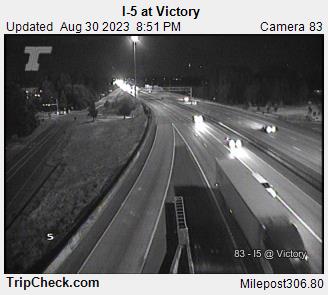 I-5 at Victory
Updated Aug 30 2023 8:51 PM Camera 83
T
S
83 - I5 @ Victory
TripCheck.com Milepost306.80